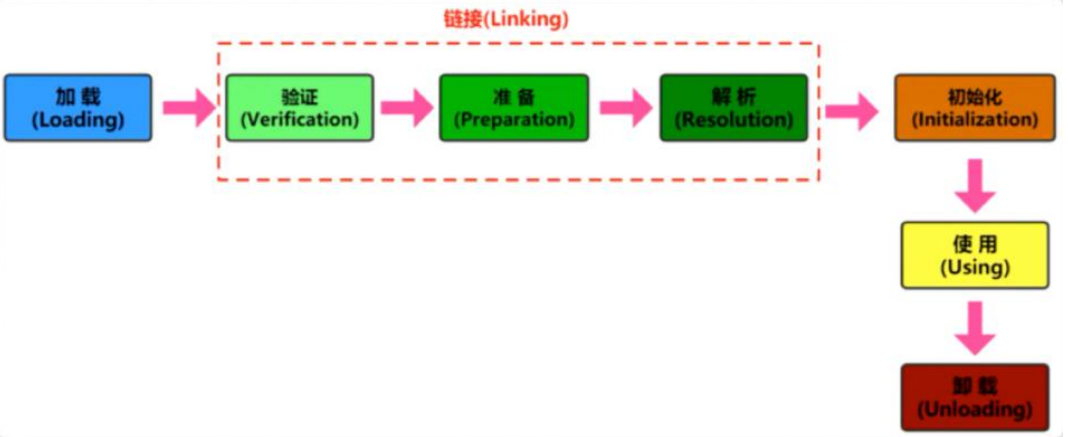 链接(Linking)
加 载
(Loading)
验证
(Verification)
准 备
(Preparation)
解 析
(Resolution)
初始化
(Initialization)
使 用
(Using)
卸 载
(Unloading)